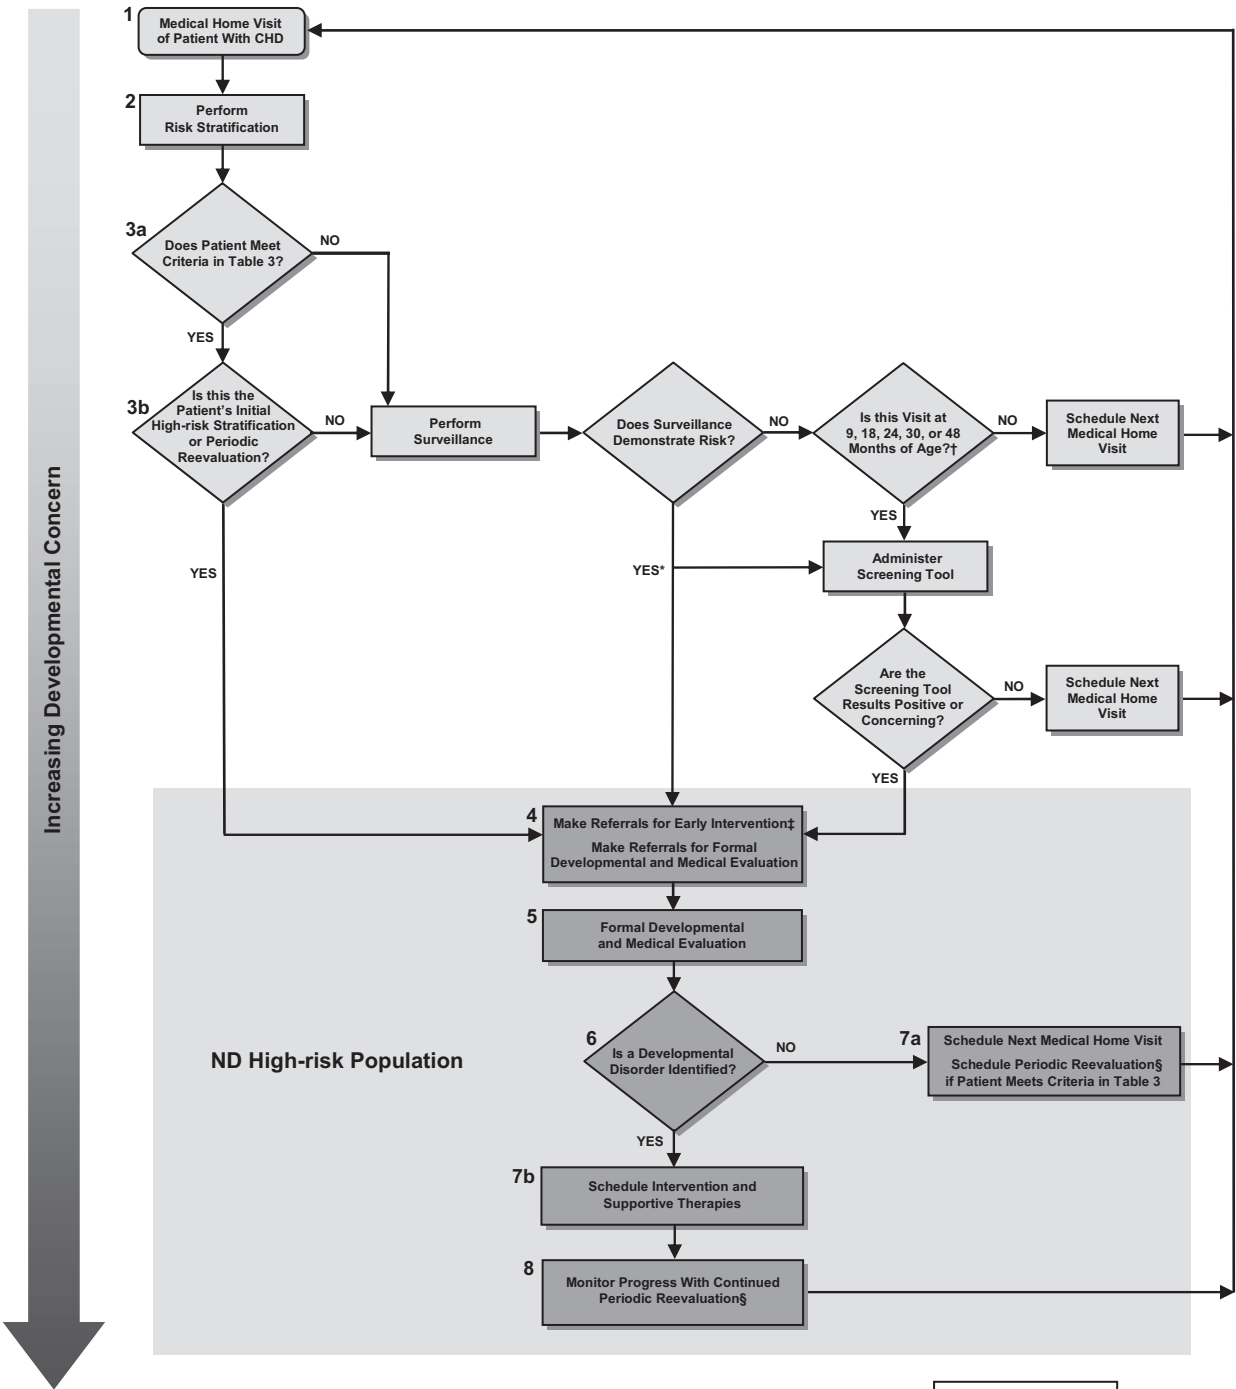 1
Medical Home Visit
of Patient With CHD
2
Perform
Risk Stratification
3a
Does Patient Meet
Criteria in Table 3?
NO
YES
3b
Is this the
Patient's Initial
High-risk Stratification
or Periodic
Reevaluation?
NO
Perform
Surveillance
Does Surveillance
Demonstrate Risk?
NO
Is this Visit at
9, 18, 24, 30, or 48
Months of Age?†
NO
Schedule Next
Medical Home
Visit
YES
YES
YES*
Administer
Screening Tool
Are the
Screening Tool
Results Positive or
Concerning?
NO
Schedule Next
Medical Home
Visit
YES
Increasing Developmental Concern
4
Make Referrals for Early Intervention‡
Make Referrals for Formal
Developmental and Medical Evaluation
5
Formal Developmental
and Medical Evaluation
ND High-risk Population
6
Is a Developmental
Disorder Identified?
NO
7a
Schedule Next Medical Home Visit
Schedule Periodic Reevaluation§
if Patient Meets Criteria in Table 3
YES
7b
Schedule Intervention and
Supportive Therapies
8
Monitor Progress With Continued
Periodic Reevaluation§